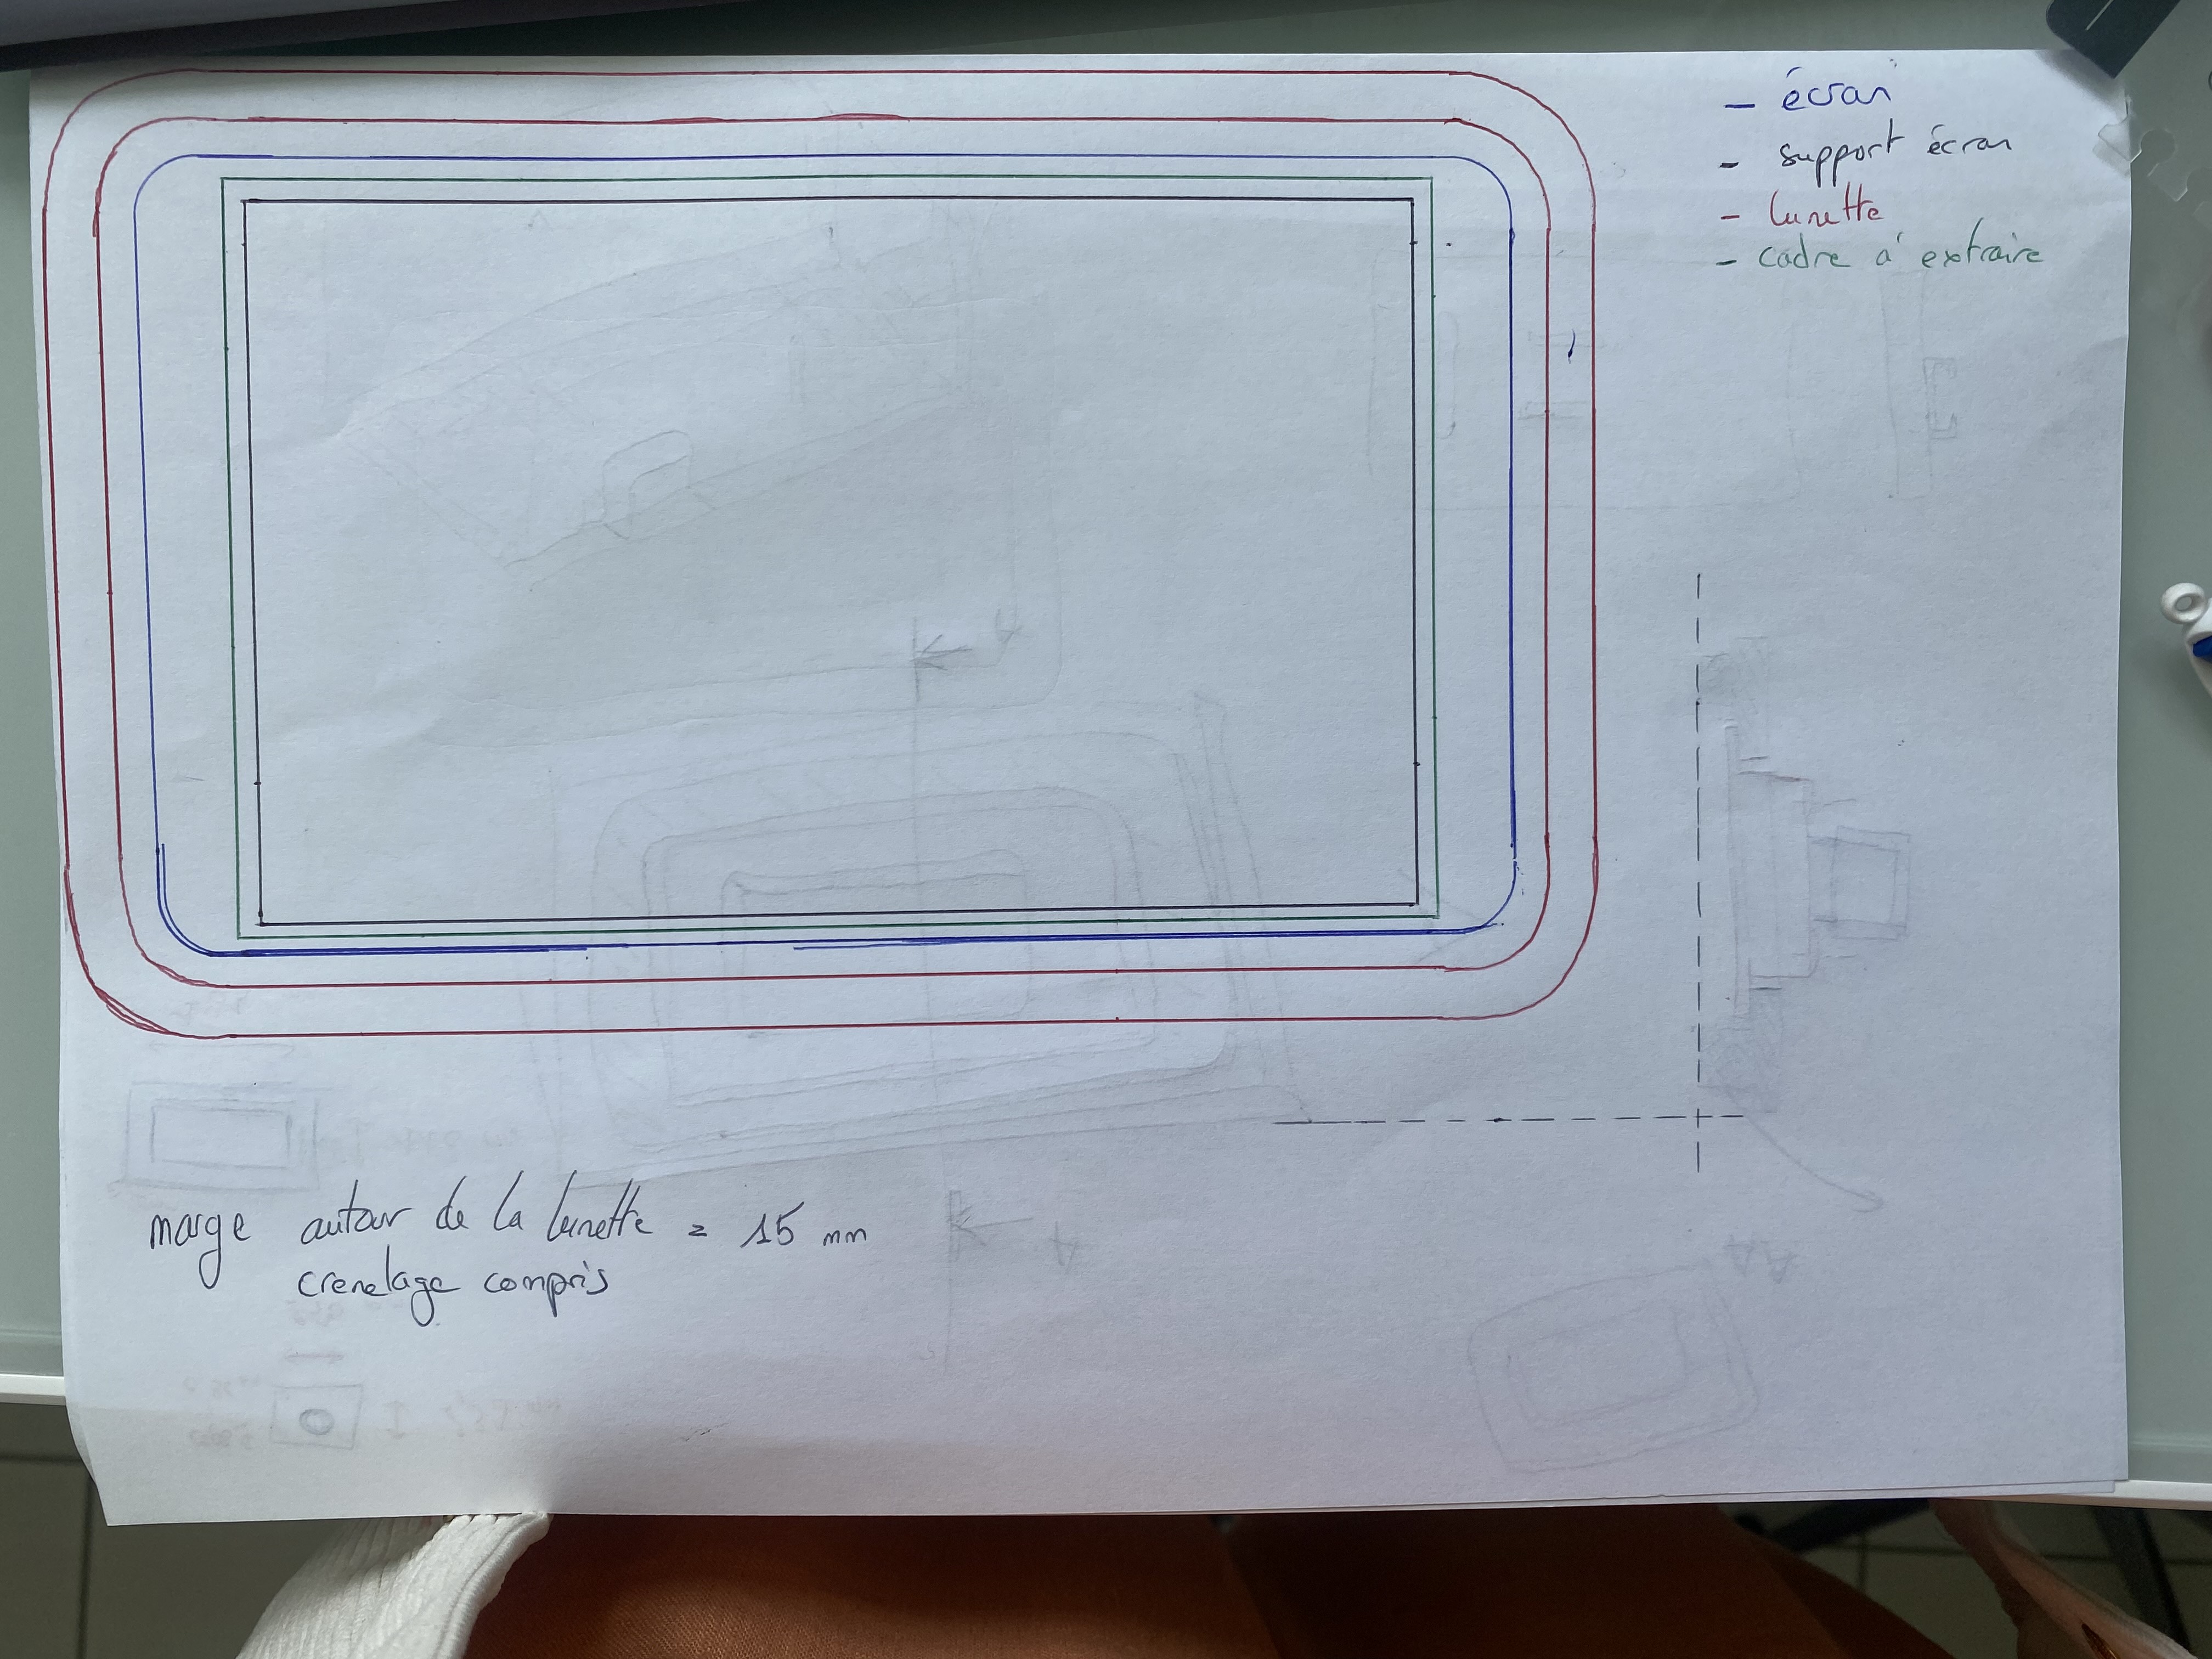 - écran
- support écran
- lunette
- cadre à extraire
marge autour de la lunette = 15 mm
crenelage compris